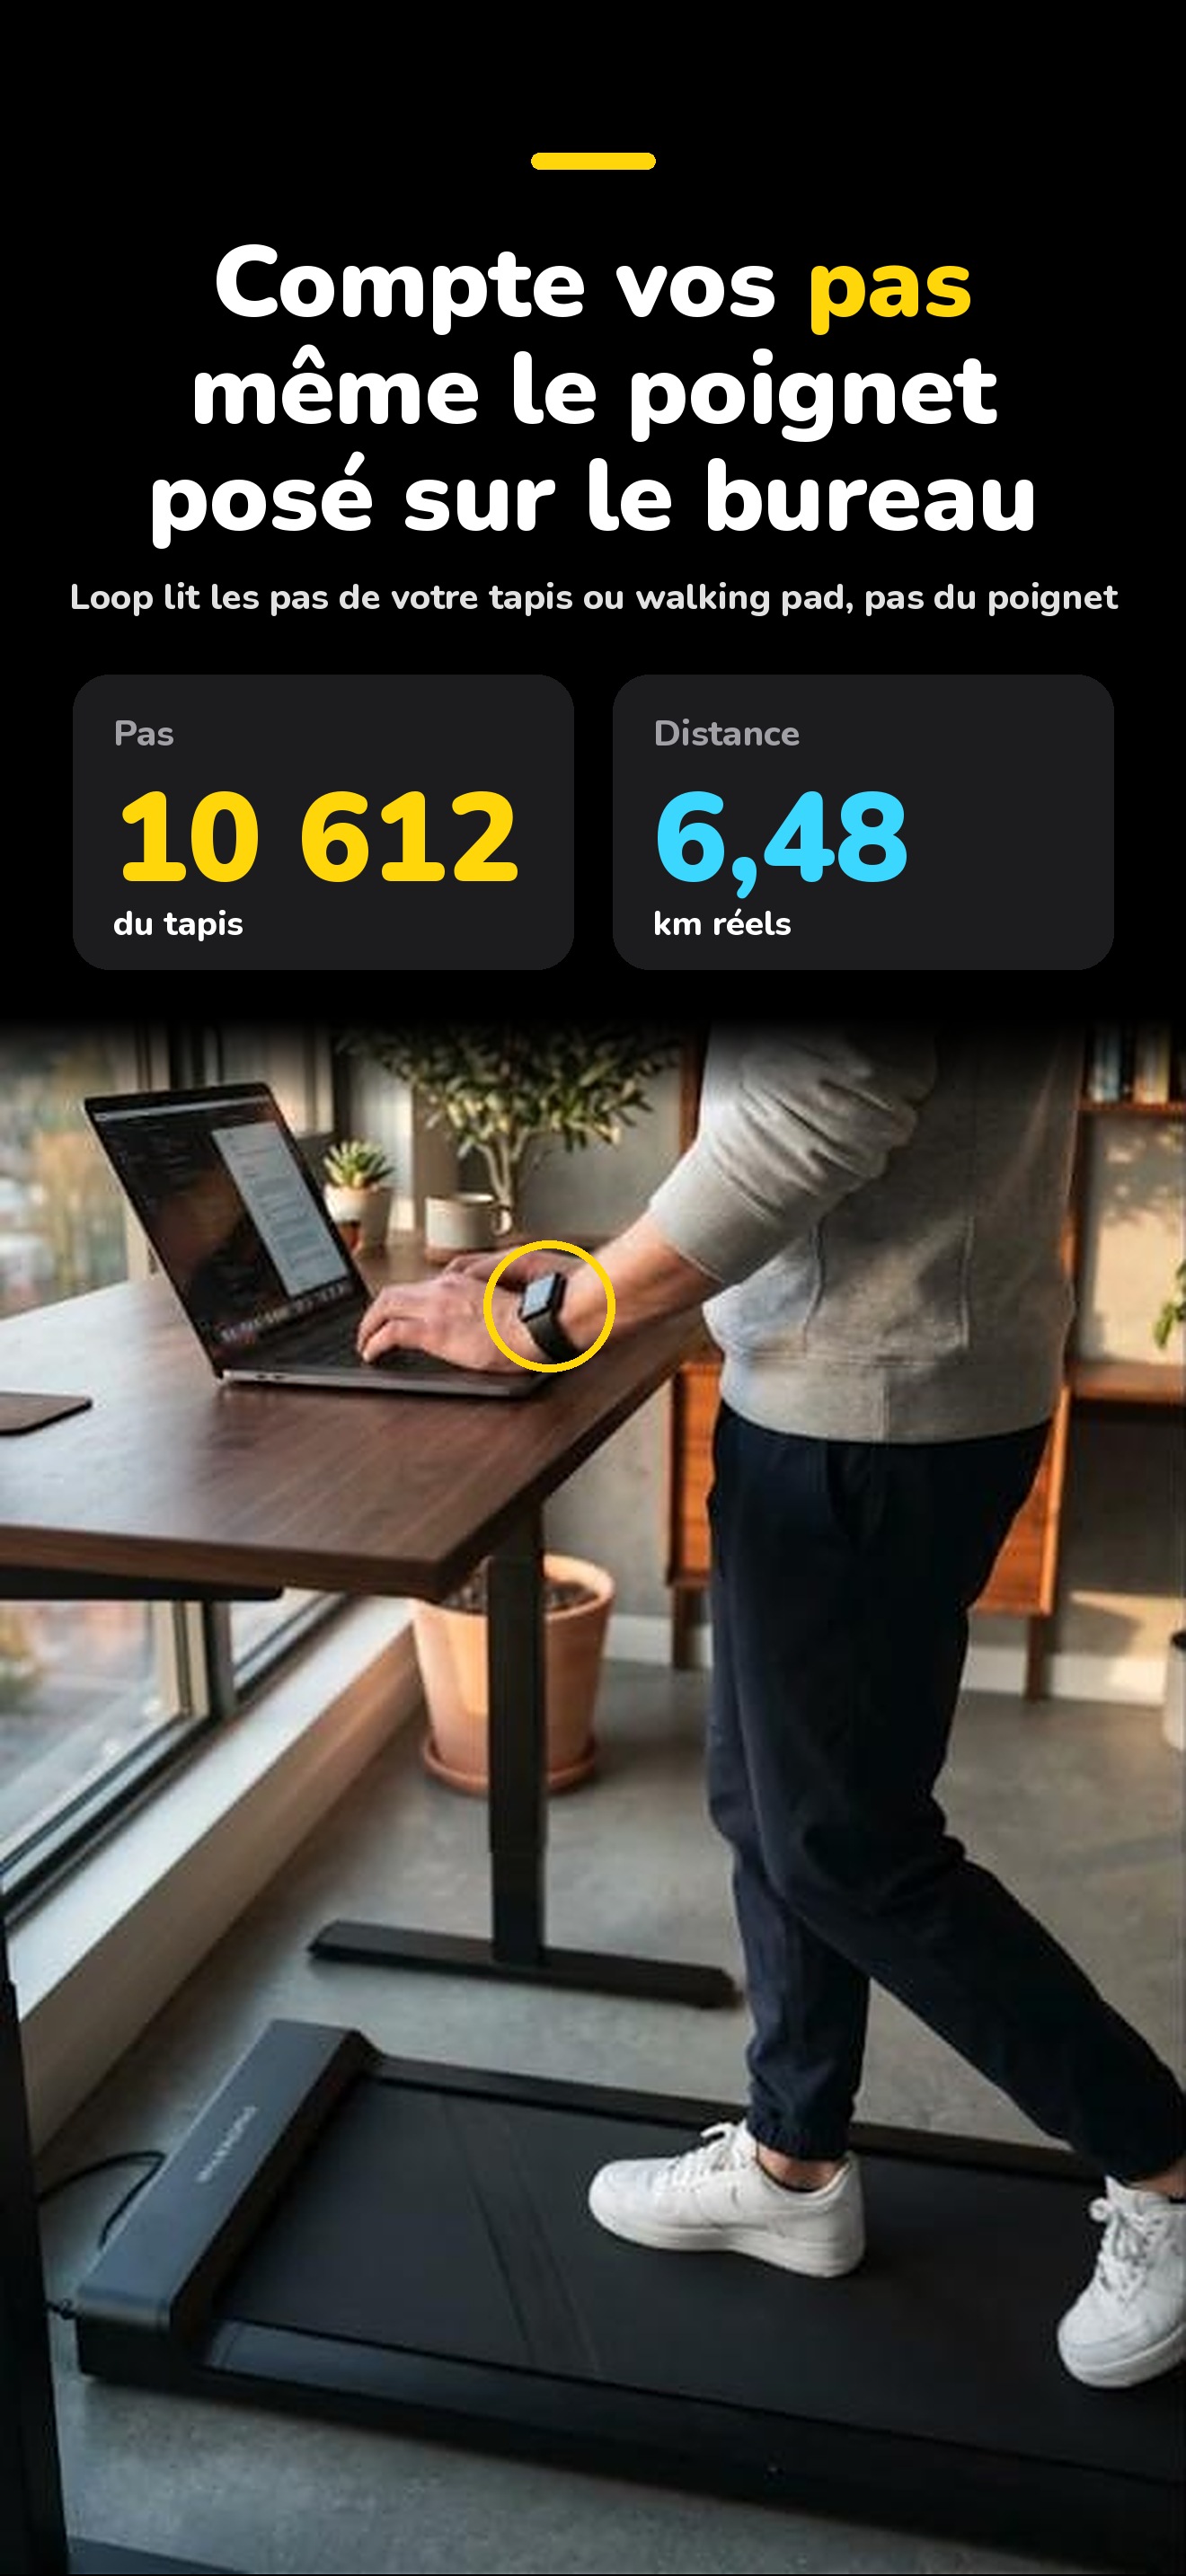 Compte vos pas
même le poignet
posé sur le bureau
Loop lit les pas de votre tapis ou walking pad, pas du poignet
Pas
10 612
du tapis
Distance
6,48
km réels